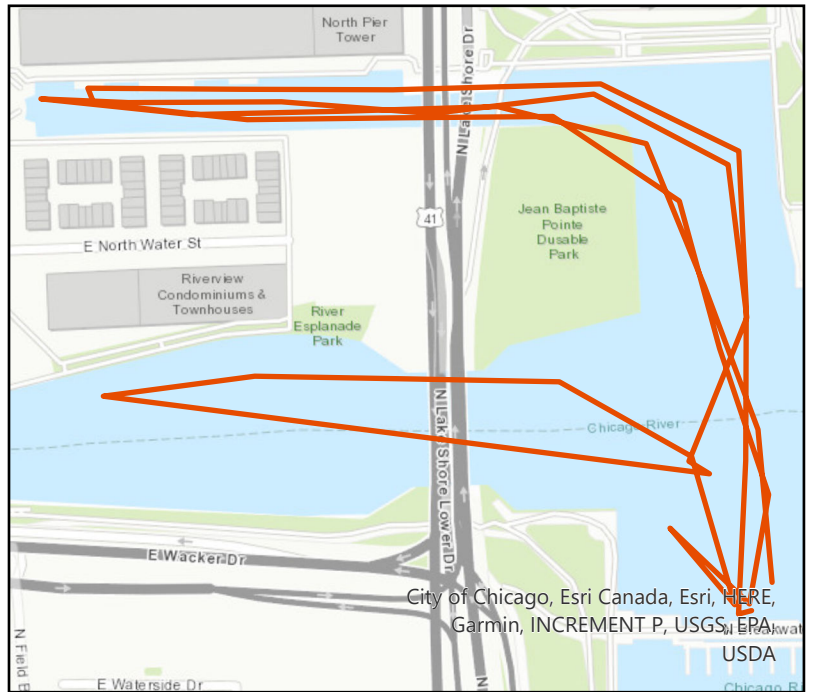 North Pier
Tower
N Lake Shore Dr
41
Jean Baptiste
Pointe
Dusable
Park
E North Water St
Riverview
Condominiums &
Townhouses
River
Esplanade
Park
Chicago River
N Lake Shore Lower Dr
E Wacker Dr
City of Chicago, Esri Canada, Esri, HERE,
Garmin, INCREMENT P, USGS, EPA,
USDA
N
N Field B
E Waterside Dr
Chicago R